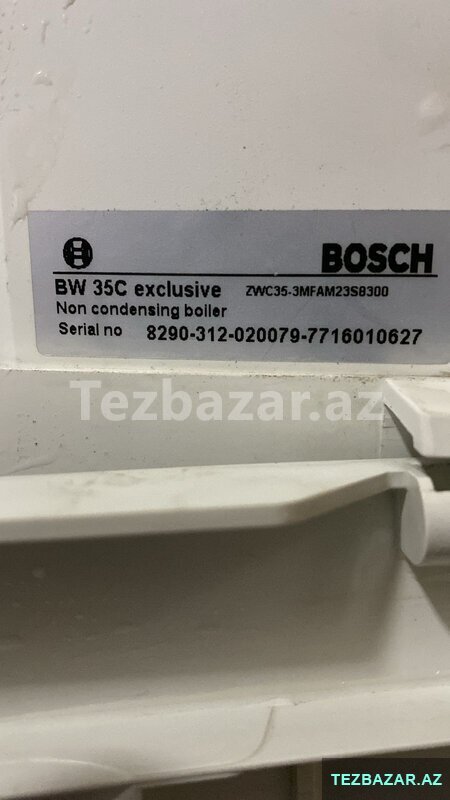 BOSCH
BW 35C exclusive ZWC35-3MFAM23S8300
Non condensing boiler
Serial no 8290-312-020079-7716010627
Tezbazar.az
TEZBAZAR.AZ